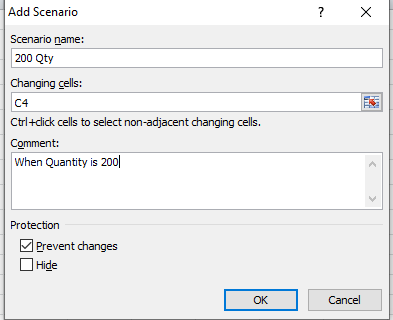 Add Scenario
?
Scenario name:
200 Qty
Changing cells:
C4
Ctrl+click cells to select non-adjacent changing cells.
Comment:
When Quantity is 200
Protection
Prevent changes
Hide
OK Cancel